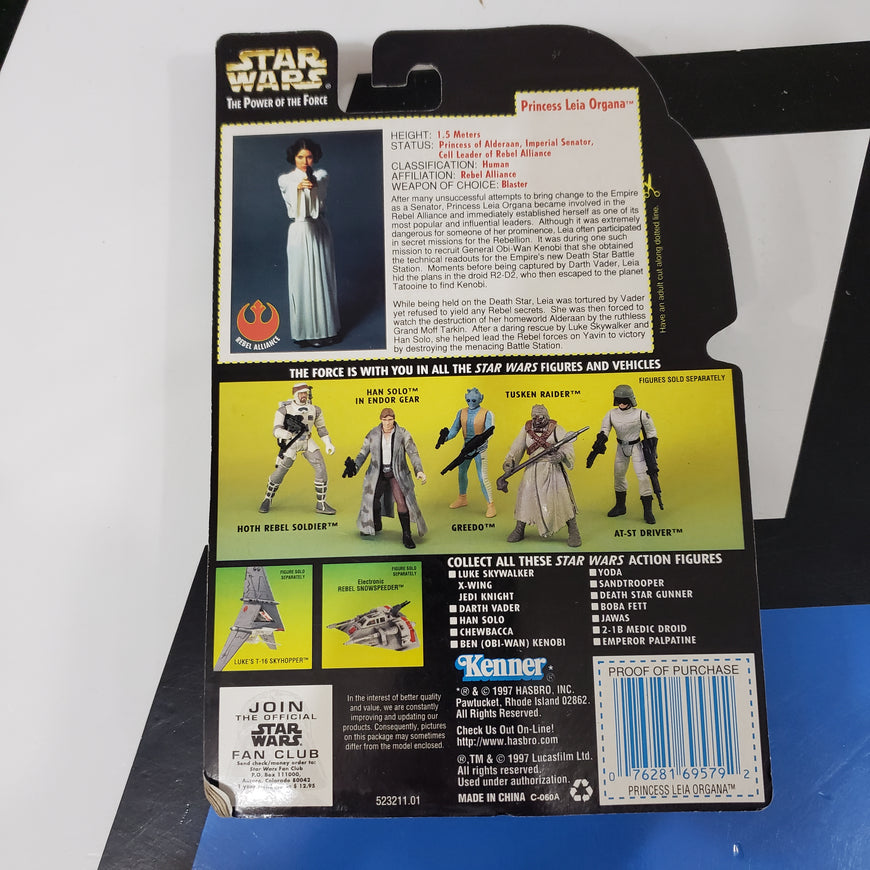 STAR
WARS®
THE POWER OF THE FORCE
Princess Leia Organa™
HEIGHT: 1.5 Meters
STATUS: Princess of Alderaan, Imperial Senator,
Cell Leader of Rebel Alliance
CLASSIFICATION: Human
AFFILIATION: Rebel Alliance
WEAPON OF CHOICE: Blaster
After many unsuccessful attempts to bring change to the Empire
as a Senator, Princess Leia Organa became involved in the
Rebel Alliance and immediately established herself as one of its
most popular and influential leaders. Although it was extremely
dangerous for someone of her prominence, Leia often participated
in secret missions for the Rebellion. It was during one such
mission to recruit General Obi-Wan Kenobi that she obtained
the technical readouts for the Empire's new Death Star Battle
Station. Moments before being captured by Darth Vader, Leia
hid the plans in the droid R2-D2, who then escaped to the planet
Tatooine to find Kenobi.
While being held on the Death Star, Leia was tortured by Vader
yet refused to yield any Rebel secrets. She was then forced to
watch the destruction of her homeworld Alderaan by the ruthless
Grand Moff Tarkin. After a daring rescue by Luke Skywalker and
Han Solo, she helped lead the Rebel forces on Yavin to victory
by destroying the menacing Battle Station.
REBEL ALLIANCE
Have an adult cut along dotted line.
THE FORCE IS WITH YOU IN ALL THE STAR WARS FIGURES AND VEHICLES
FIGURES SOLD SEPARATELY
HAN SOLO™
IN ENDOR GEAR
TUSKEN RAIDER™
HOTH REBEL SOLDIER™
GREEDO™
AT-ST DRIVER™
FIGURE SOLD
SEPARATELY
LUKE'S T-16 SKYHOPPER™
FIGURE SOLD
SEPARATELY
Electronic
REBEL SNOWSPEEDER™
COLLECT ALL THESE STAR WARS ACTION FIGURES
LUKE SKYWALKER
X-WING
JEDI KNIGHT
DARTH VADER
HAN SOLO
CHEWBACCA
BEN (OBI-WAN) KENOBI
YODA
SANDTROOPER
DEATH STAR GUNNER
BOBA FETT
JAWAS
2-1B MEDIC DROID
EMPEROR PALPATINE
JOIN
THE OFFICIAL
STAR
WARS
FAN CLUB
Send check/money order to:
Star Wars Fan Club
P.O. Box 111000,
Aurora, Colorado 80042
$ 12.95
In the interest of better quality
and value, we are constantly
improving and updating our
products. Consequently, pictures
on this package may sometimes
differ from the model enclosed.
523211.01
Kenner
*® & © 1997 HASBRO, INC.
Pawtucket, Rhode Island 02862.
All Rights Reserved.
Check Us Out On-Line!
http://www.hasbro.com
®,TM & © 1997 Lucasfilm Ltd.
All rights reserved.
Used under authorization.
MADE IN CHINA C-060A
PROOF OF PURCHASE
0 76281 69579 2
PRINCESS LEIA ORGANA™